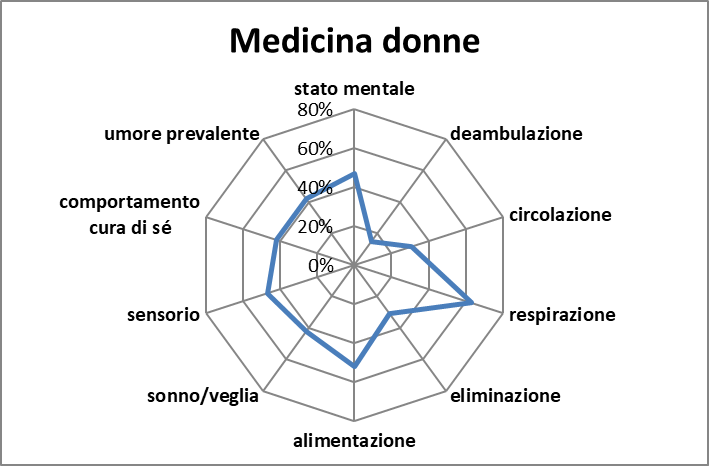 Medicina donne
stato mentale
80%
umore prevalente
deambulazione
60%
40%
comportamento
cura di sé
circolazione
20%
0%
sensorio
respirazione
sonno/veglia
eliminazione
alimentazione